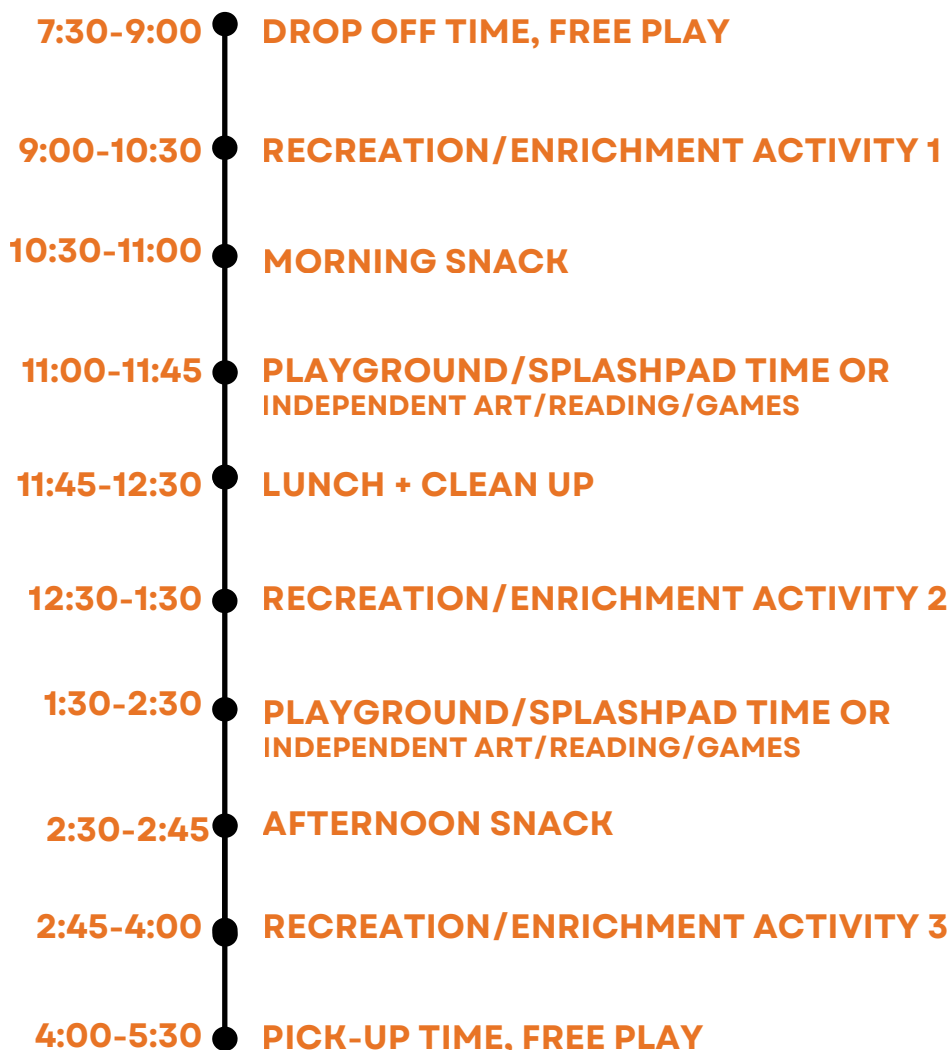 7:30-9:00 DROP OFF TIME, FREE PLAY
9:00-10:30 RECREATION/ENRICHMENT ACTIVITY 1
10:30-11:00 MORNING SNACK
11:00-11:45 PLAYGROUND/SPLASHPAD TIME OR
INDEPENDENT ART/READING/GAMES
11:45-12:30 LUNCH + CLEAN UP
12:30-1:30 RECREATION/ENRICHMENT ACTIVITY 2
1:30-2:30 PLAYGROUND/SPLASHPAD TIME OR
INDEPENDENT ART/READING/GAMES
2:30-2:45 AFTERNOON SNACK
2:45-4:00 RECREATION/ENRICHMENT ACTIVITY 3
4:00-5:30 PICK-UP TIME, FREE PLAY